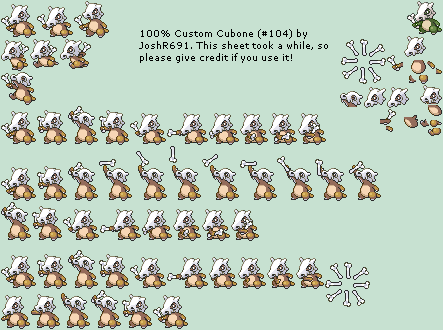 100% Custom Cubone (#104) by
JoshR691. This sheet took a while, so
please give credit if you use it!